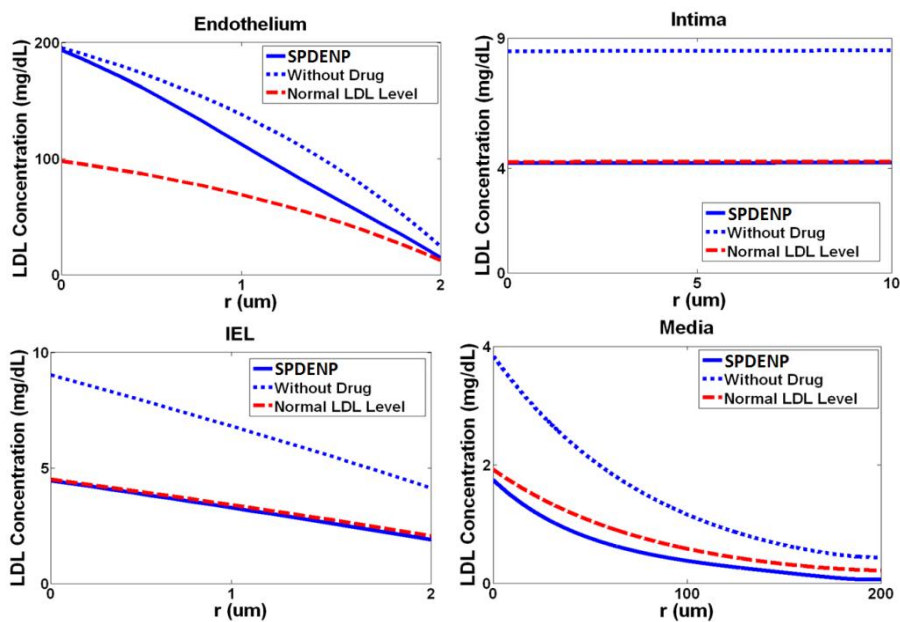 Endothelium
LDL Concentration (mg/dL)
200
100
0
SPDENP
Without Drug
Normal LDL Level
0
1
2
r (um)
Intima
LDL Concentration (mg/dL)
9
4
SPDENP
Without Drug
Normal LDL Level
0
5
10
r (um)
IEL
LDL Concentration (mg/dL)
10
5
0
SPDENP
Without Drug
Normal LDL Level
0
1
2
r (um)
Media
LDL Concentration (mg/dL)
4
2
0
SPDENP
Without Drug
Normal LDL Level
0
100
200
r (um)